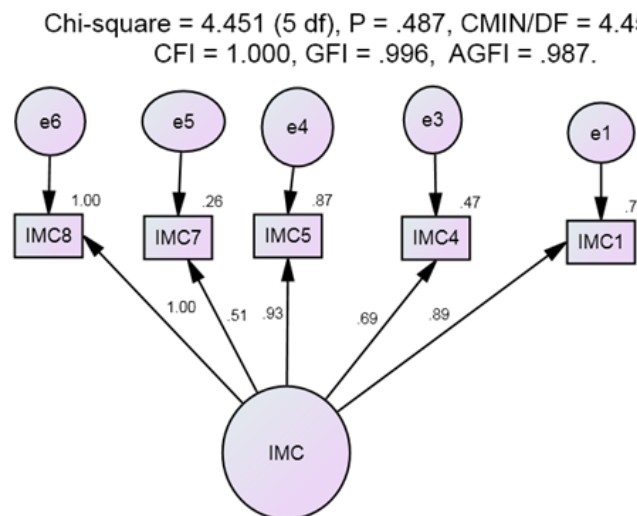 Chi-square = 4.451 (5 df), P = .487, CMIN/DF = 4.45
CFI = 1.000, GFI = .996, AGFI = .987.
e6 e5 e4 e3 e1
1.00 .26 .87 .47 .7
IMC8 IMC7 IMC5 IMC4 IMC1
1.00 .51 .93 .69 .89
IMC